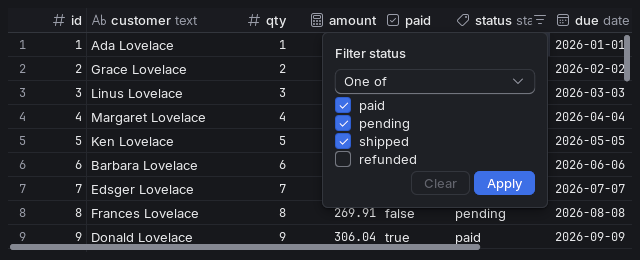 id customer text qty amount paid status sta due date
1 1 Ada Lovelace 1 2026-01-01
2 2 Grace Lovelace 2 2026-02-02
3 3 Linus Lovelace 3 2026-03-03
4 4 Margaret Lovelace 4 2026-04-04
5 5 Ken Lovelace 5 2026-05-05
6 6 Barbara Lovelace 6 2026-06-06
7 7 Edsger Lovelace 7 2026-07-07
8 8 Frances Lovelace 8 269.91 false pending 2026-08-08
9 9 Donald Lovelace 9 306.04 true paid 2026-09-09
Filter status
One of
paid
pending
shipped
refunded
Clear Apply